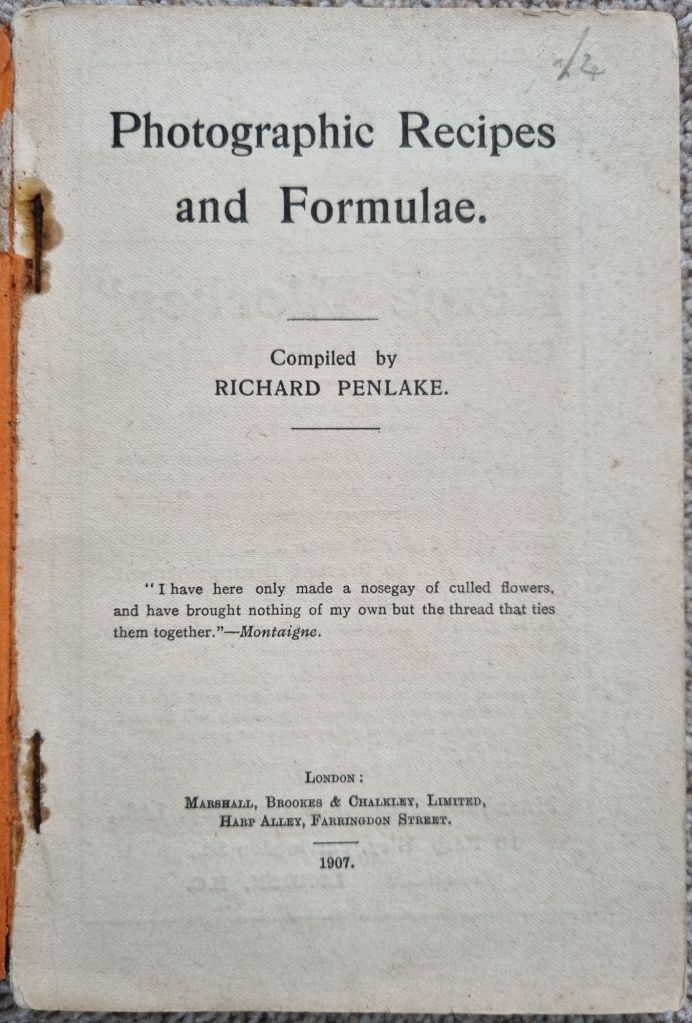 Photographic Recipes
and Formulae.
Compiled by
RICHARD PENLAKE.
"I have here only made a nosegay of culled flowers,
and have brought nothing of my own but the thread that ties
them together."—Montaigne.
LONDON:
MARSHALL, BROOKES & CHALKLEY, LIMITED,
HARP ALLEY, FARRINGDON STREET.
1907.